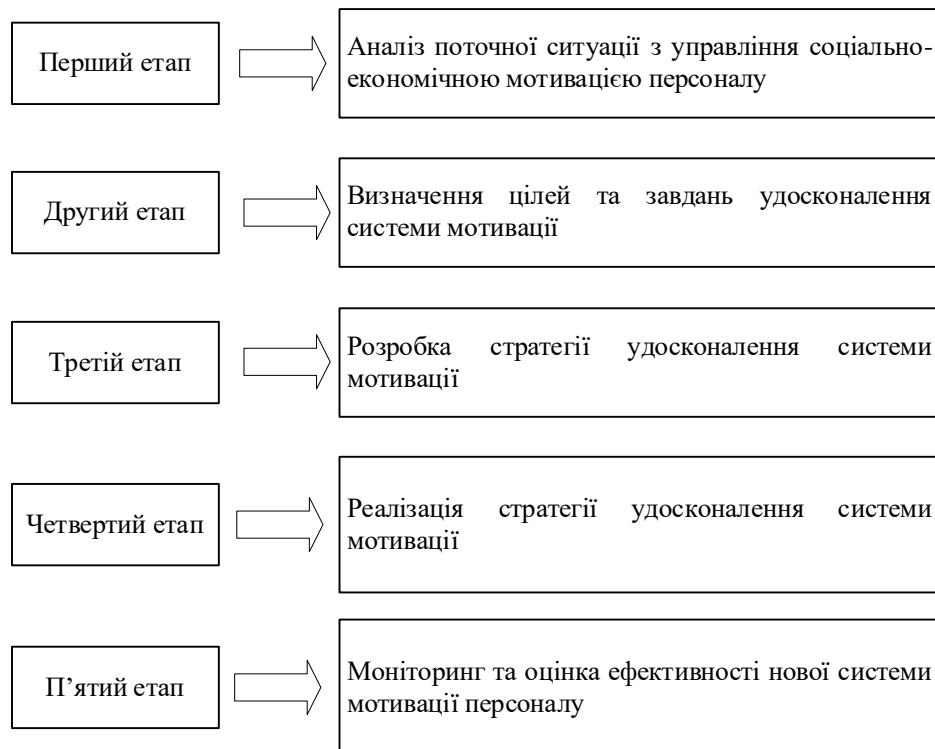 Перший етап
Аналіз поточної ситуації з управління соціально-
економічною мотивацією персоналу
Другий етап
Визначення цілей та завдань удосконалення
системи мотивації
Третій етап
Розробка стратегії удосконалення системи
мотивації
Четвертий етап
Реалізація стратегії удосконалення системи
мотивації
П’ятий етап
Моніторинг та оцінка ефективності нової системи
мотивації персоналу